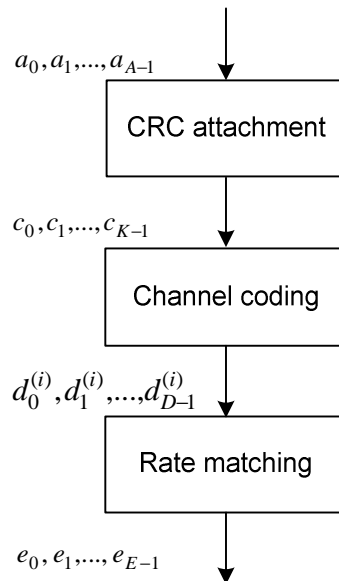 a_0, a_1,..., a_{A-1}
CRC attachment
c_0, c_1,..., c_{K-1}
Channel coding
d_0^{(i)}, d_1^{(i)},..., d_{D-1}^{(i)}
Rate matching
e_0, e_1,..., e_{E-1}